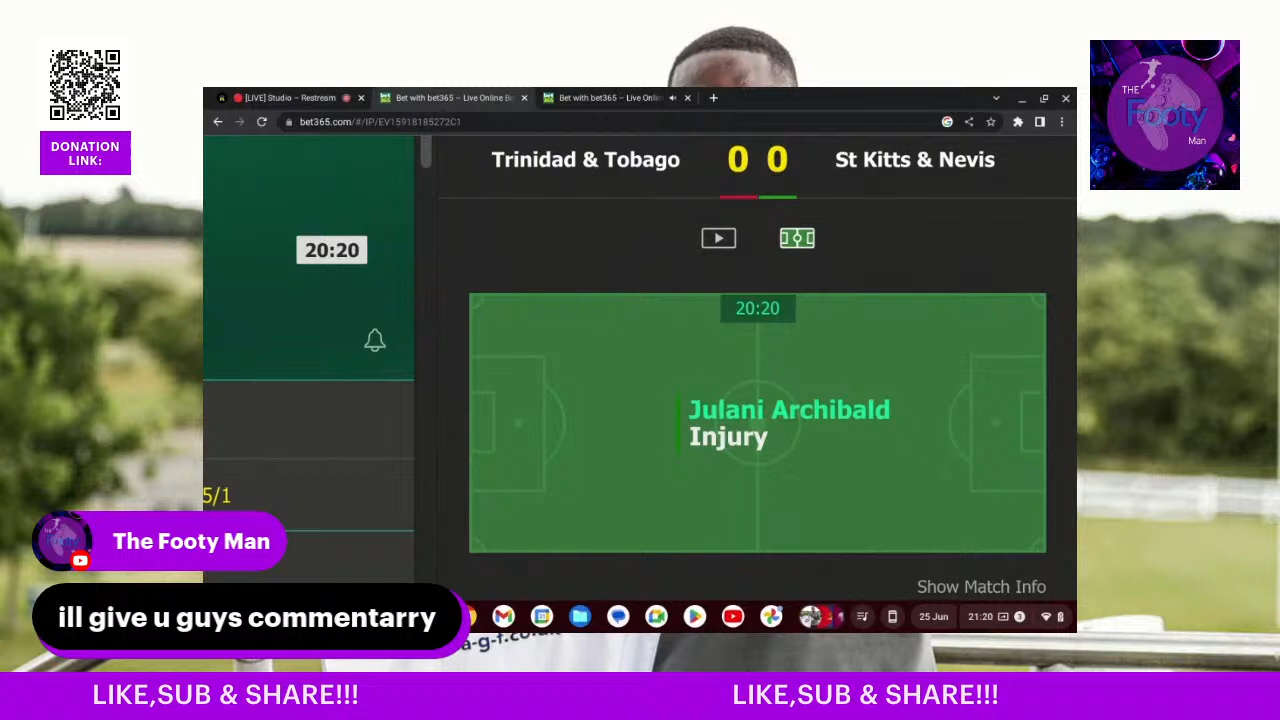 DONATION
LINK:
[LIVE] Studio – Restream
Bet with bet365 – Live Online B
Bet with bet365 – Live Onlin
bet365.com/#/IP/EV15918185272C1
THE
Footy
Man
Trinidad & Tobago
0 0
St Kitts & Nevis
20:20
20:20
Julani Archibald
Injury
5/1
Show Match Info
The Footy Man
ill give u guys commentarry
25 Jun
21:20
3
LIKE,SUB & SHARE!!!
LIKE,SUB & SHARE!!!